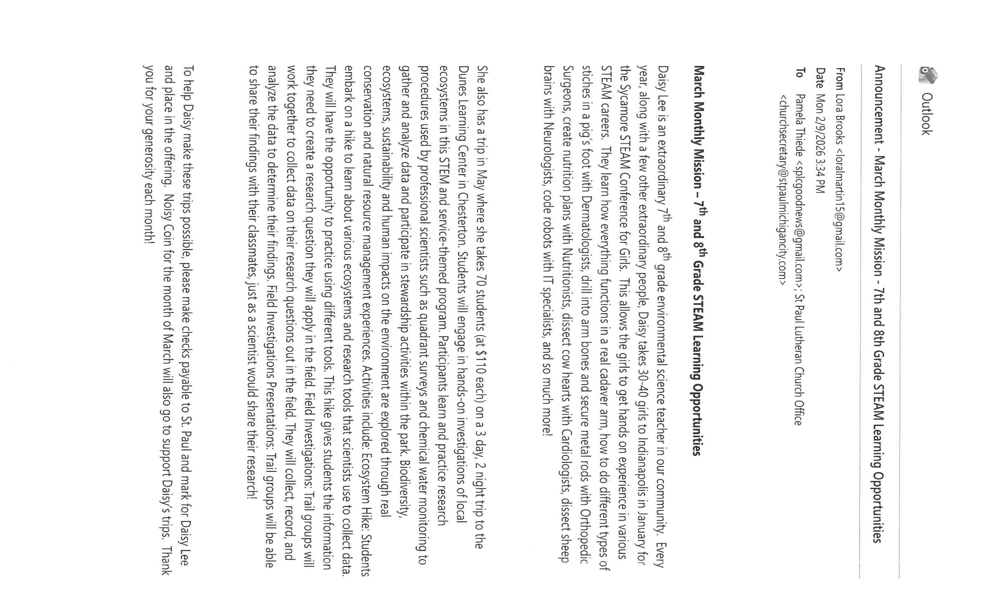 Outlook
Announcement - March Monthly Mission - 7th and 8th Grade STEAM Learning Opportunities
From Lora Brooks <loralmartin15@gmail.com>
Date Mon 2/9/2026 3:34 PM
To Pamela Thiede <splcgoodnews@gmail.com>; St Paul Lutheran Church Office
<churchsecretary@stpaulmichigancity.com>
March Monthly Mission – 7th and 8th Grade STEAM Learning Opportunities
Daisy Lee is an extraordinary 7th and 8th grade environmental science teacher in our community. Every
year, along with a few other extraordinary people, Daisy takes 30-40 girls to Indianapolis in January for
the Sycamore STEAM Conference for Girls. This allows the girls to get hands on experience in various
STEAM careers. They learn how everything functions in a real cadaver arm, how to do different types of
stiches in a pig's foot with Dermatologists, drill into arm bones and secure metal rods with Orthopedic
Surgeons, create nutrition plans with Nutritionists, dissect cow hearts with Cardiologists, dissect sheep
brains with Neurologists, code robots with IT specialists, and so much more!
She also has a trip in May where she takes 70 students (at $110 each) on a 3 day, 2 night trip to the
Dunes Learning Center in Chesterton. Students will engage in hands-on investigations of local
ecosystems in this STEM and service-themed program. Participants learn and practice research
procedures used by professional scientists such as quadrant surveys and chemical water monitoring to
gather and analyze data and participate in stewardship activities within the park. Biodiversity,
ecosystems, sustainability and human impacts on the environment are explored through real
conservation and natural resource management experiences. Activities include: Ecosystem Hike: Students
embark on a hike to learn about various ecosystems and research tools that scientists use to collect data.
They will have the opportunity to practice using different tools. This hike gives students the information
they need to create a research question they will apply in the field. Field Investigations: Trail groups will
work together to collect data on their research questions out in the field. They will collect, record, and
analyze the data to determine their findings. Field Investigations Presentations: Trail groups will be able
to share their findings with their classmates, just as a scientist would share their research!
To help Daisy make these trips possible, please make checks payable to St. Paul and mark for Daisy Lee
and place in the offering. Noisy Coin for the month of March will also go to support Daisy's trips. Thank
you for your generosity each month!